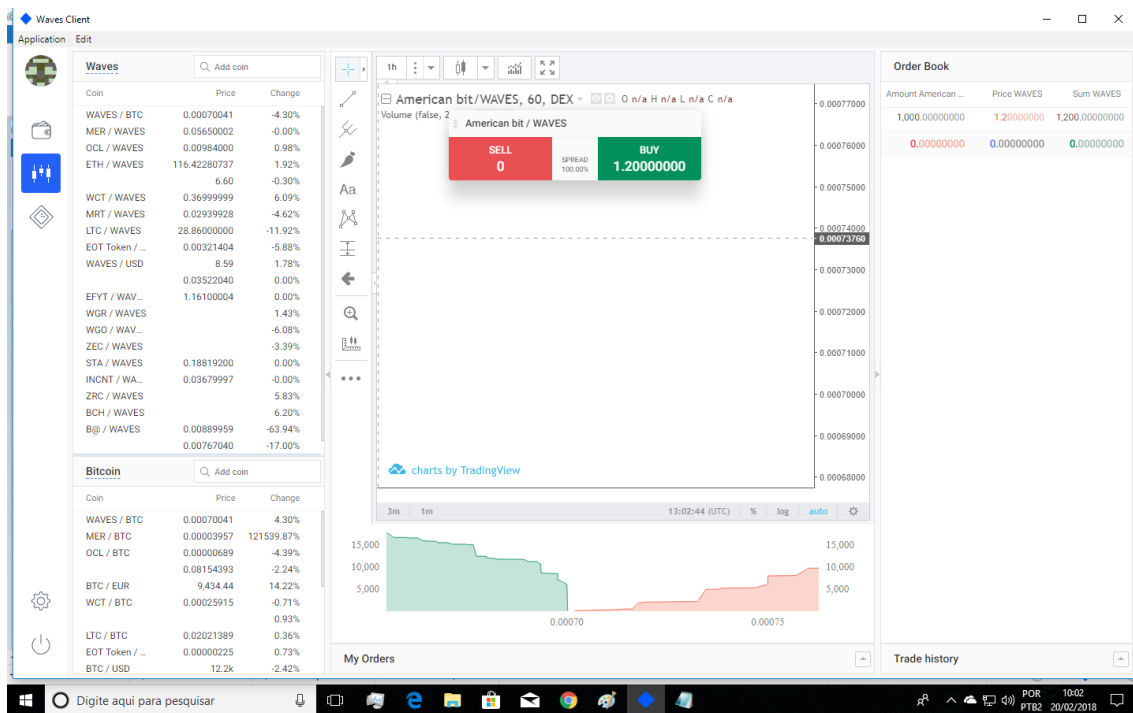 Waves Client
Application Edit
Waves Add coin
Coin Price Change
WAVES / BTC 0.00070041 -4.30%
MER / WAVES 0.05650002 -0.00%
OCL / WAVES 0.00984000 0.98%
ETH / WAVES 116.42280737 1.92%
6.60 -0.30%
WCT / WAVES 0.36999999 6.09%
MRT / WAVES 0.02939928 -4.62%
LTC / WAVES 28.86000000 -11.92%
EOT Token / ... 0.00321404 -5.88%
WAVES / USD 8.59 1.78%
0.03522040 0.00%
EFYT / WAV... 1.16100004 0.00%
WGR / WAVES 1.43%
WGO / WAV... -6.08%
ZEC / WAVES -3.39%
STA / WAVES 0.18819200 0.00%
INCNT / WA... 0.03679997 -0.00%
ZRC / WAVES 5.83%
BCH / WAVES 6.20%
B@ / WAVES 0.00889959 -63.94%
0.00767040 -17.00%
Bitcoin Add coin
Coin Price Change
WAVES / BTC 0.00070041 4.30%
MER / BTC 0.00003957 121539.87%
OCL / BTC 0.00000689 -4.39%
0.08154393 -2.24%
BTC / EUR 9,434.44 14.22%
WCT / BTC 0.00025915 -0.71%
0.93%
LTC / BTC 0.02021389 0.36%
EOT Token / ... 0.00000225 0.73%
BTC / USD 12.2k -2.42%
Aa
1h
American bit/WAVES, 60, DEX O n/a H n/a L n/a C n/a
Volume (false, 2
American bit / WAVES
SELL
0
SPREAD
100.00%
BUY
1.20000000
0.00077000
0.00076000
0.00075000
0.00074000
0.00073760
0.00073000
0.00072000
0.00071000
0.00070000
0.00069000
0.00068000
charts by TradingView
3m 1m 13:02:44 (UTC) % log auto
15,000 15,000
10,000 10,000
5,000 5,000
0.00070 0.00075
My Orders
Order Book
Amount American ... Price WAVES Sum WAVES
1,000.00000000 1.20000000 1,200.00000000
0.00000000 0.00000000 0.00000000
Trade history
Digite aqui para pesquisar
POR 10:02
PTB2 20/02/2018